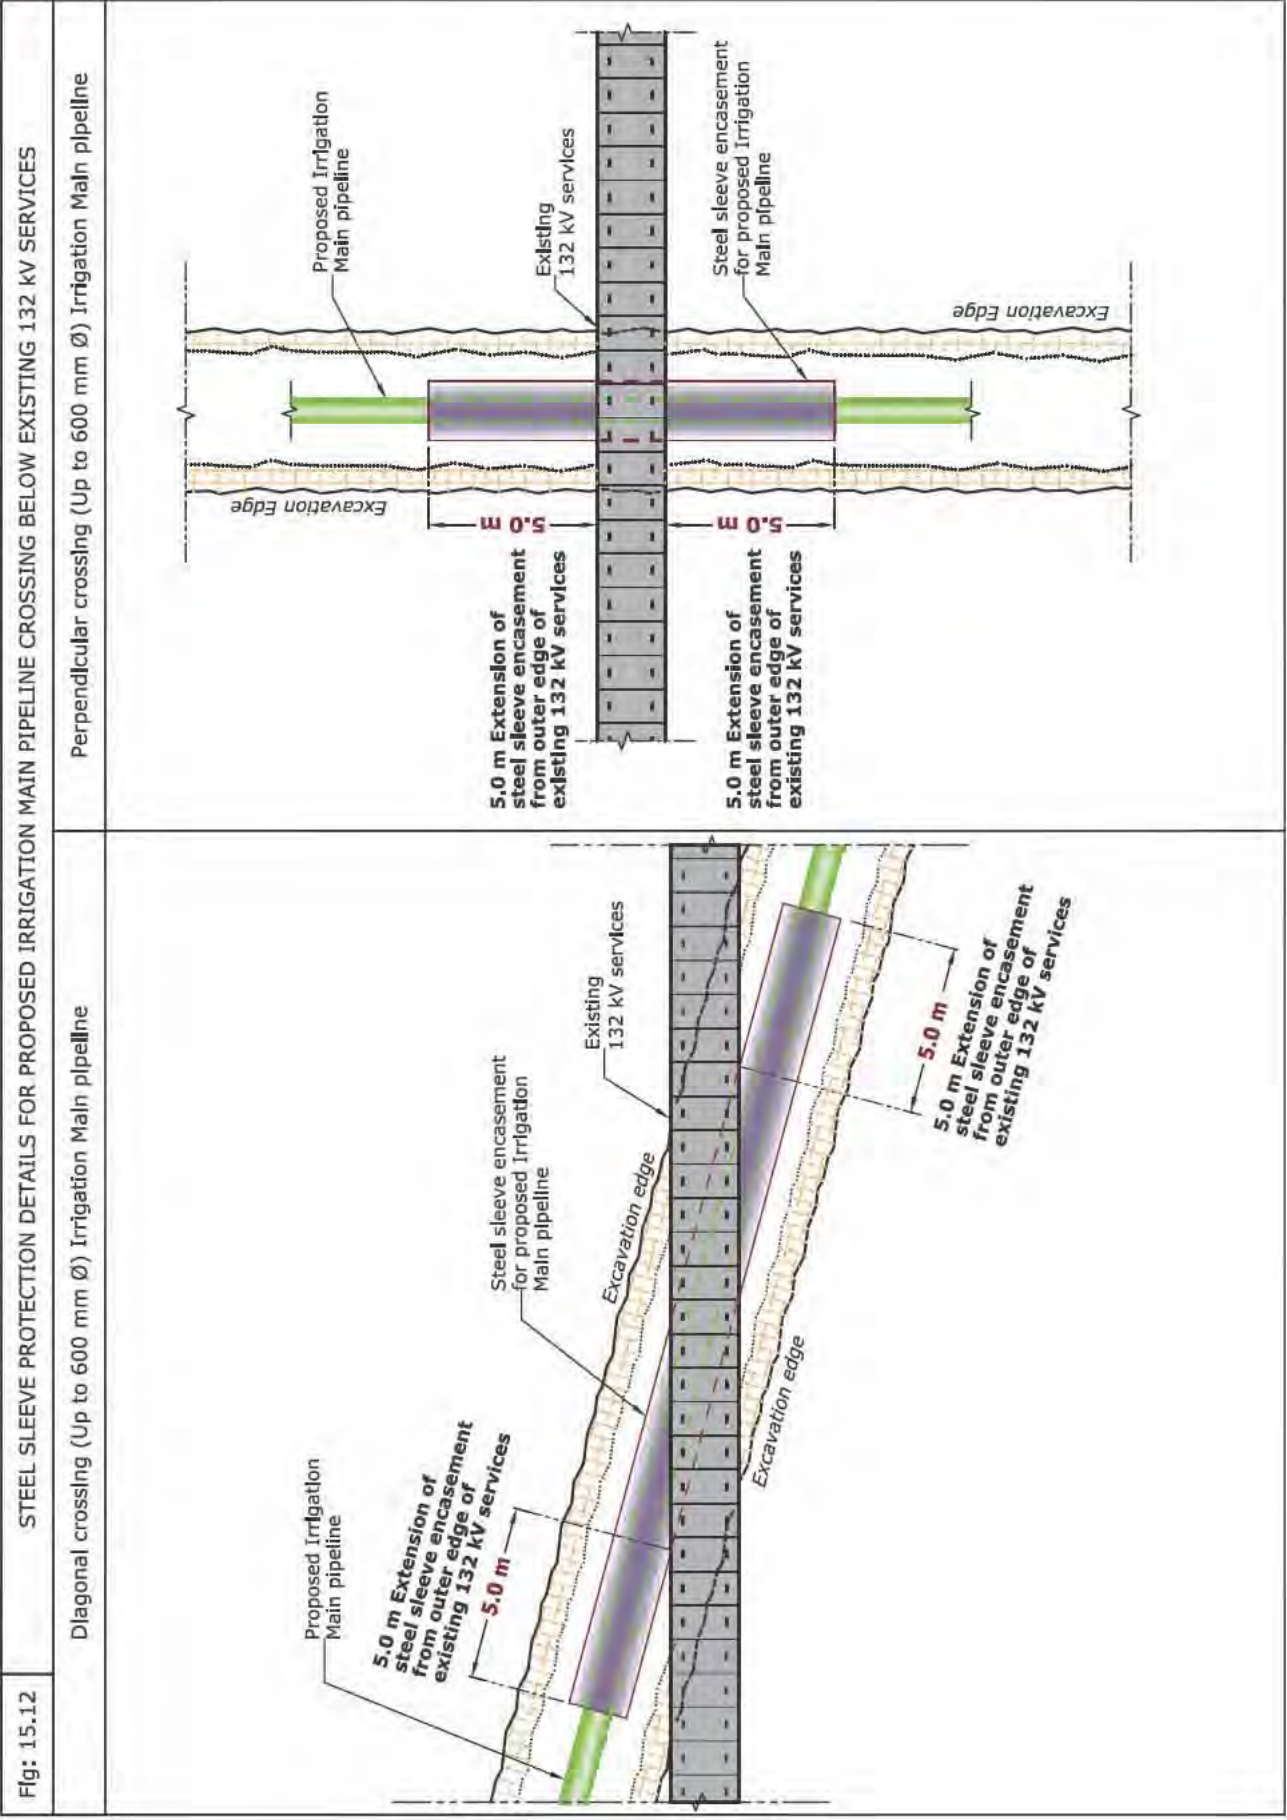 Fig: 15.12
STEEL SLEEVE PROTECTION DETAILS FOR PROPOSED IRRIGATION MAIN PIPELINE CROSSING BELOW EXISTING 132 kV SERVICES
Diagonal crossing (Up to 600 mm Ø) Irrigation Main pipeline
Perpendicular crossing (Up to 600 mm Ø) Irrigation Main pipeline
Proposed Irrigation
Main pipeline
5.0 m Extension of
steel sleeve encasement
from outer edge of
existing 132 kV services
5.0 m
Steel sleeve encasement
for proposed Irrigation
Main pipeline
Excavation edge
Existing
132 kV services
Excavation edge
5.0 m
5.0 m Extension of
steel sleeve encasement
from outer edge of
existing 132 kV services
Proposed Irrigation
Main pipeline
Excavation Edge
Existing
132 kV services
5.0 m
5.0 m Extension of
steel sleeve encasement
from outer edge of
existing 132 kV services
Steel sleeve encasement
for proposed Irrigation
Main pipeline
5.0 m
5.0 m Extension of
steel sleeve encasement
from outer edge of
existing 132 kV services
Excavation Edge